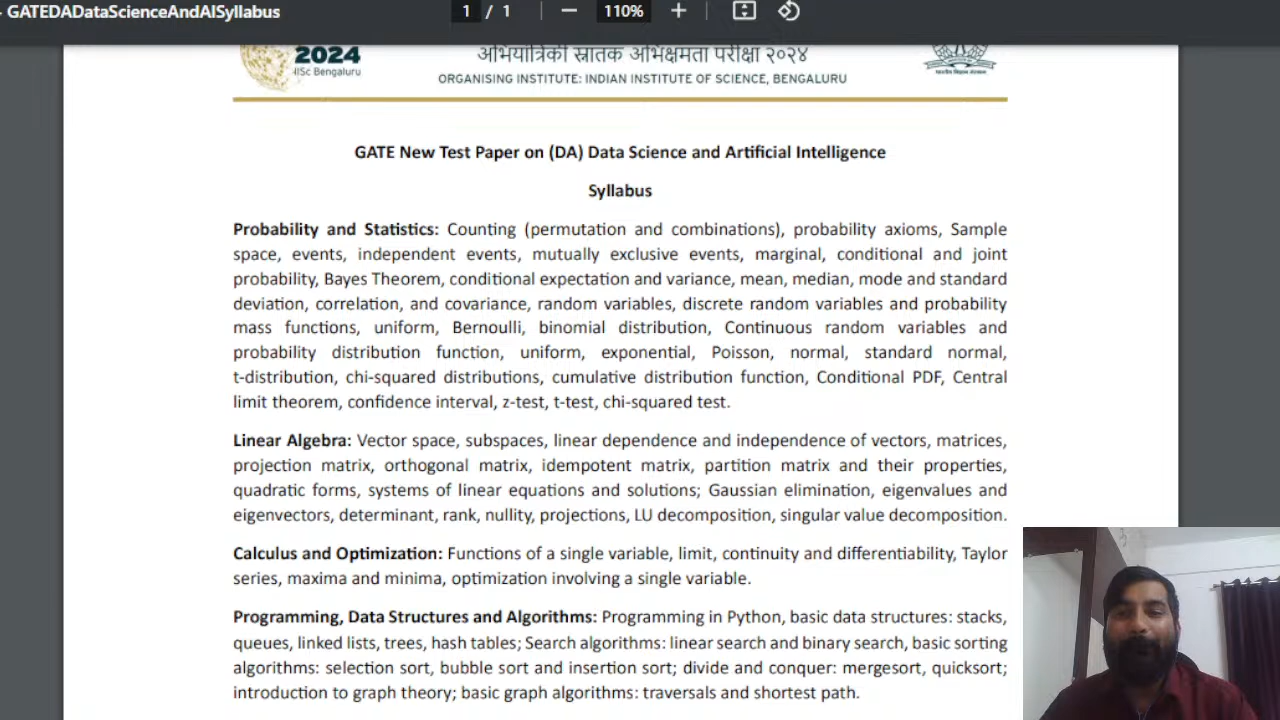 GATEDADataScienceAndAISyllabus
1 / 1
110%
2024
IISc Bengaluru
अभियांत्रिकी स्नातक अभिक्षमता परीक्षा २०२४
ORGANISING INSTITUTE: INDIAN INSTITUTE OF SCIENCE, BENGALURU
GATE New Test Paper on (DA) Data Science and Artificial Intelligence
Syllabus
Probability and Statistics: Counting (permutation and combinations), probability axioms, Sample
space, events, independent events, mutually exclusive events, marginal, conditional and joint
probability, Bayes Theorem, conditional expectation and variance, mean, median, mode and standard
deviation, correlation, and covariance, random variables, discrete random variables and probability
mass functions, uniform, Bernoulli, binomial distribution, Continuous random variables and
probability distribution function, uniform, exponential, Poisson, normal, standard normal,
t-distribution, chi-squared distributions, cumulative distribution function, Conditional PDF, Central
limit theorem, confidence interval, z-test, t-test, chi-squared test.
Linear Algebra: Vector space, subspaces, linear dependence and independence of vectors, matrices,
projection matrix, orthogonal matrix, idempotent matrix, partition matrix and their properties,
quadratic forms, systems of linear equations and solutions; Gaussian elimination, eigenvalues and
eigenvectors, determinant, rank, nullity, projections, LU decomposition, singular value decomposition.
Calculus and Optimization: Functions of a single variable, limit, continuity and differentiability, Taylor
series, maxima and minima, optimization involving a single variable.
Programming, Data Structures and Algorithms: Programming in Python, basic data structures: stacks,
queues, linked lists, trees, hash tables; Search algorithms: linear search and binary search, basic sorting
algorithms: selection sort, bubble sort and insertion sort; divide and conquer: mergesort, quicksort;
introduction to graph theory; basic graph algorithms: traversals and shortest path.